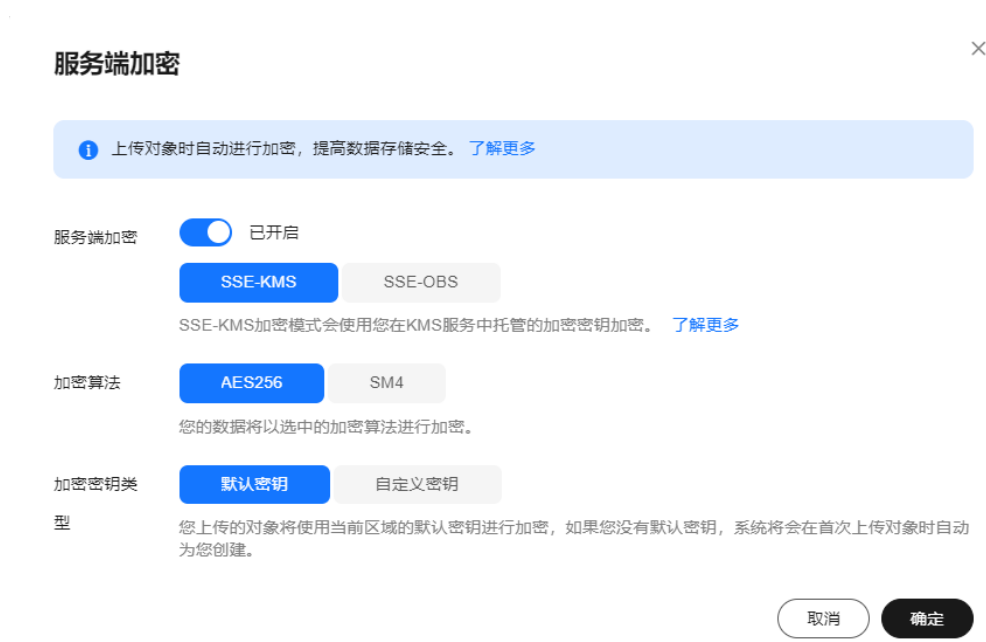 服务端加密
上传对象时自动进行加密，提高数据存储安全。 了解更多
服务端加密 已开启
SSE-KMS SSE-OBS
SSE-KMS加密模式会使用您在KMS服务中托管的加密密钥加密。 了解更多
加密算法 AES256 SM4
您的数据将以选中的加密算法进行加密。
加密密钥类 默认密钥 自定义密钥
型
您上传的对象将使用当前区域的默认密钥进行加密，如果您没有默认密钥，系统将会在首次上传对象时自动
为您创建。
取消 确定